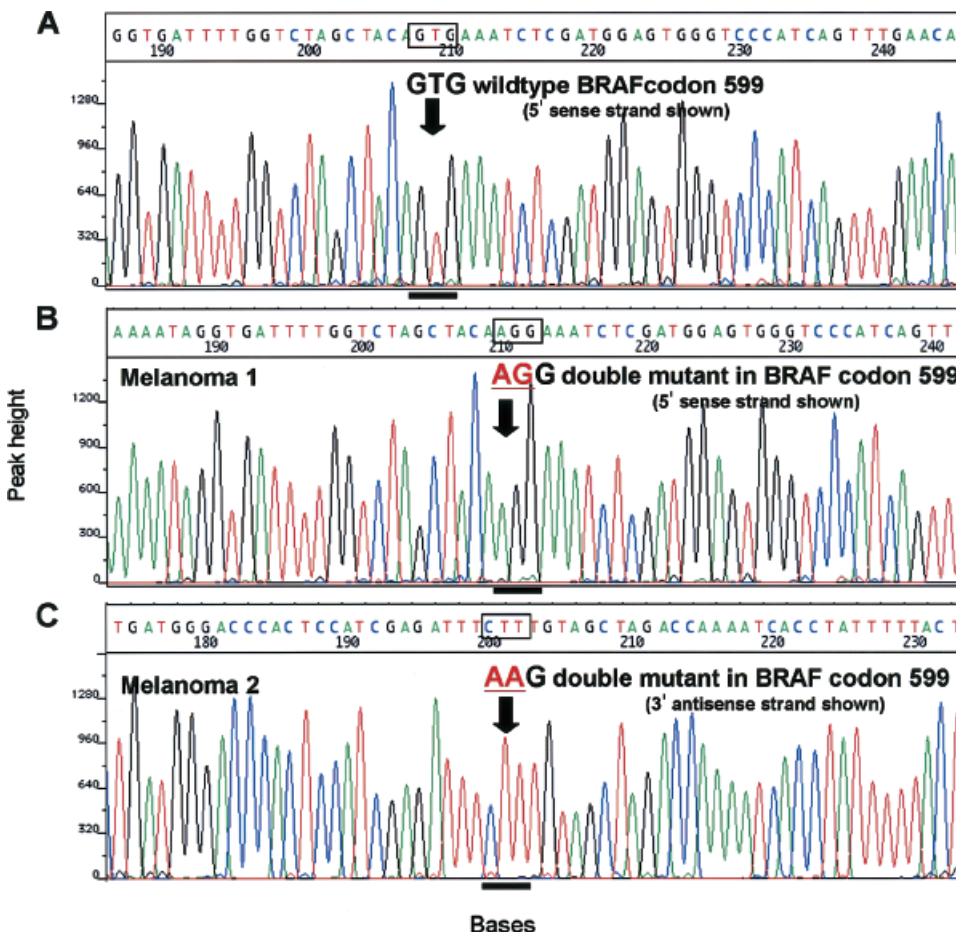 A
GGTGATTTTGGTCTAGCTACAGTGAAATCTCGATGGAGTGGGTCCCATCAGTTTGAACA
190 200 210 220 230 240
GTG wildtype BRAFcodon 599
(5' sense strand shown)
1280
960
640
320
0
B
AAAATAGGTGATTTTGGTCTAGCTACAAGGAAATCTCGATGGAGTGGGTCCCATCAGTT
190 200 210 220 230 240
Melanoma 1
AGG double mutant in BRAF codon 599
(5' sense strand shown)
1200
900
600
300
0
C
TGATGGGACCCACTCCATCGAGATTTCTTTGTAGCTAGACCAAAATCACCTATTTTTACT
180 190 200 210 220 230
Melanoma 2
AAG double mutant in BRAF codon 599
(3' antisense strand shown)
1280
960
640
320
0
Peak height
Bases